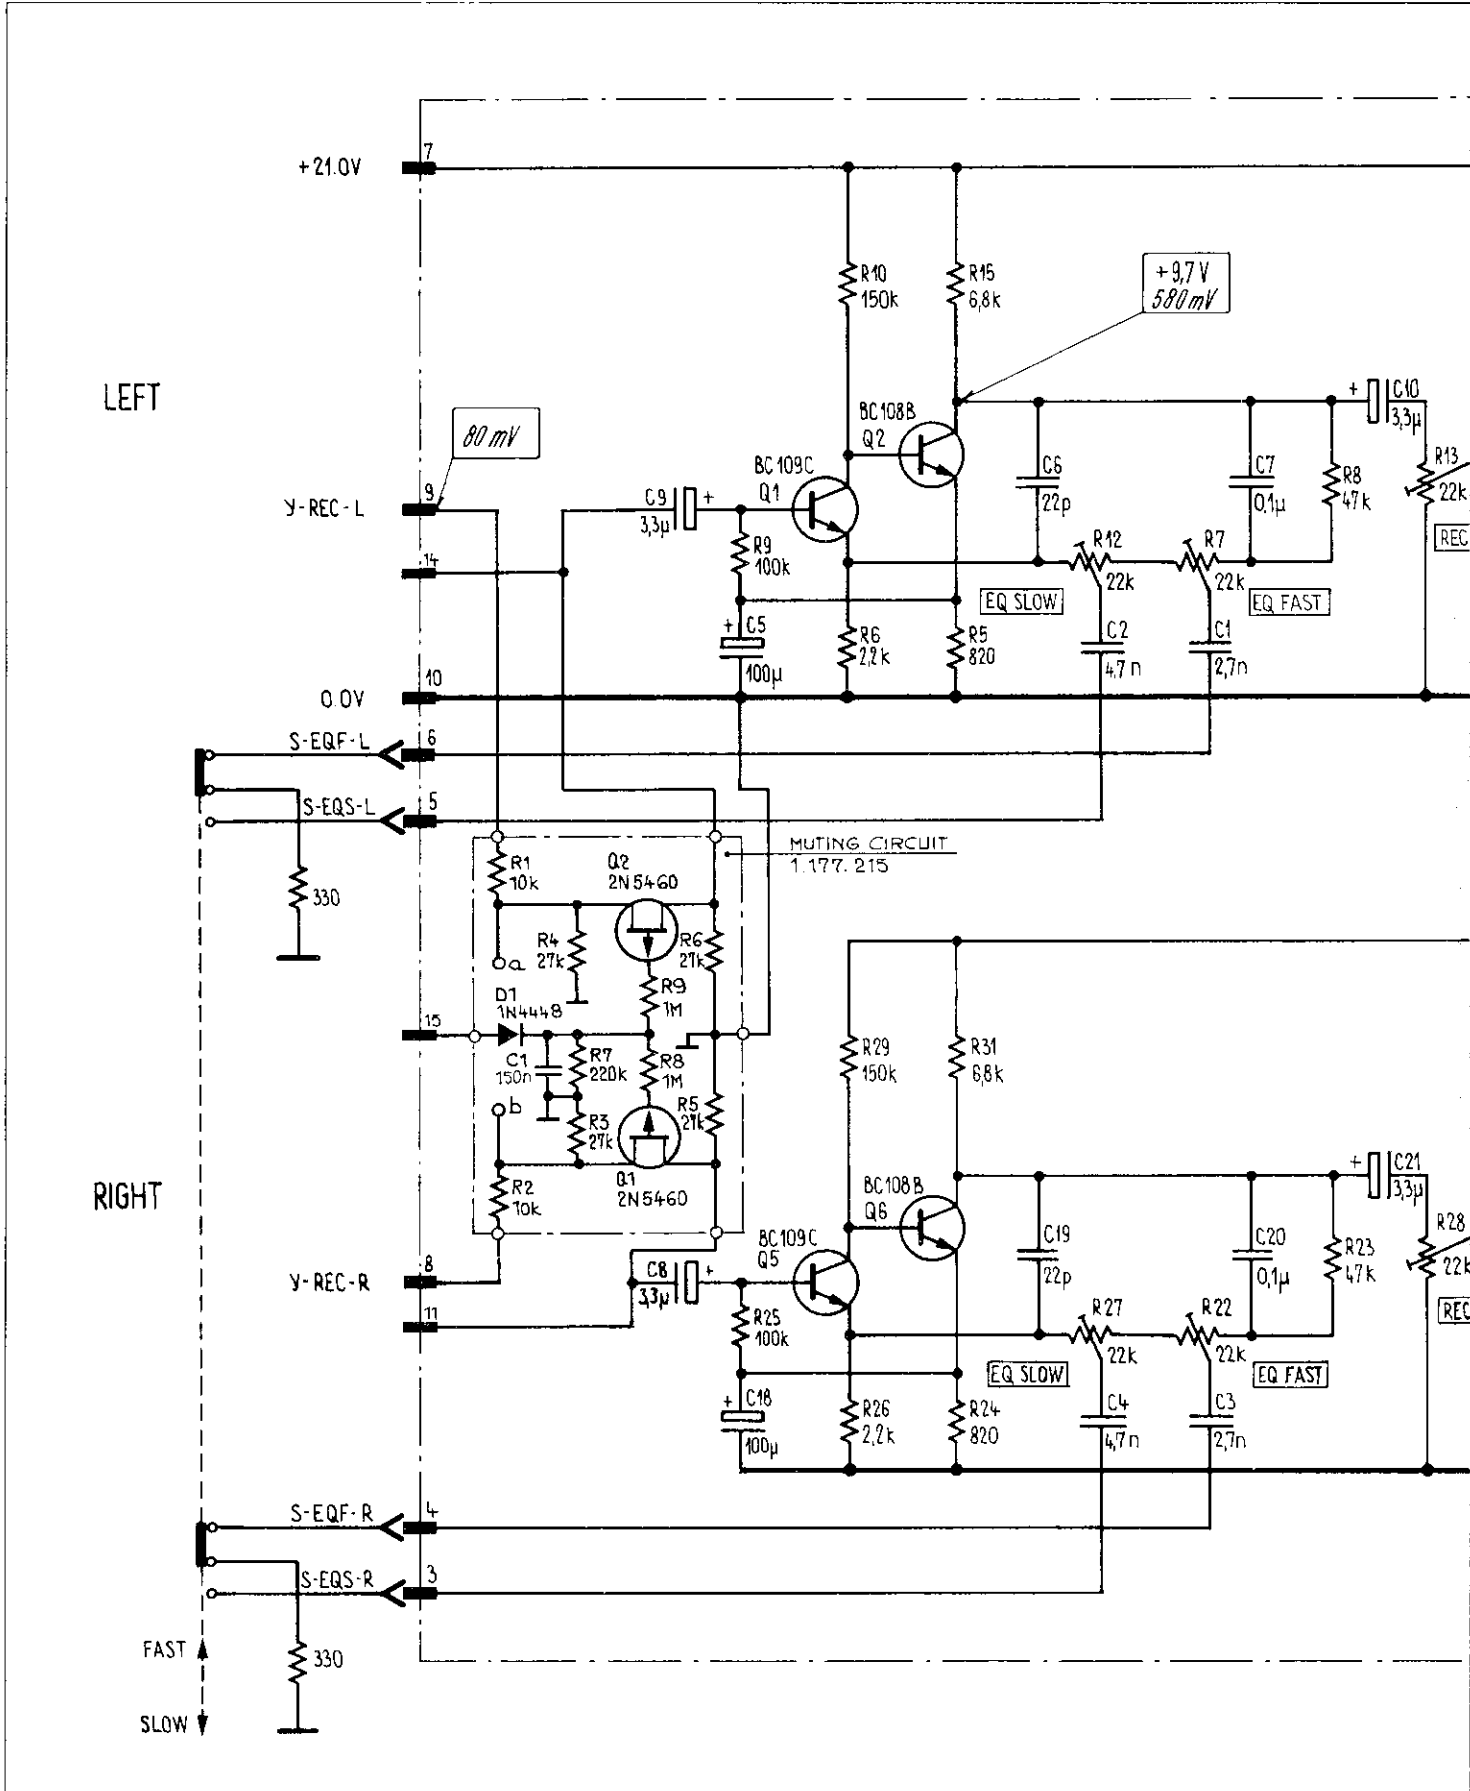 7
+21.0V
R10
150k
R15
6,8k
+9,7V
580mV
LEFT
80 mV
BC108B
Q2
+ C10
3,3µ
BC109C
Q1
C6
22p
C7
0,1µ
R8
47k
R13
22k
9
Y-REC-L
C9 +
3,3µ
R9
100k
R12
22k
R7
22k
REC
14
EQ SLOW
EQ FAST
+ C5
100µ
R6
2,2k
R5
820
C2
4,7n
C1
2,7n
10
0.0V
S-EQF-L
6
S-EQS-L
5
330
MUTING CIRCUIT
1.177.215
R1
10k
Q2
2N5460
R4
27k
R6
27k
a
R9
1M
D1
1N4448
15
C1
150n
R7
220k
R8
1M
b
R3
27k
R5
27k
Q1
2N5460
R2
10k
R29
150k
R31
6,8k
RIGHT
BC108B
Q6
+ C21
3,3µ
BC109C
Q5
C19
22p
C20
0,1µ
R23
47k
R28
22k
8
Y-REC-R
C8 +
3,3µ
11
R25
100k
R27
22k
R22
22k
REC
EQ SLOW
EQ FAST
+ C18
100µ
R26
2,2k
R24
820
C4
4,7n
C3
2,7n
S-EQF-R
4
S-EQS-R
3
FAST
330
SLOW